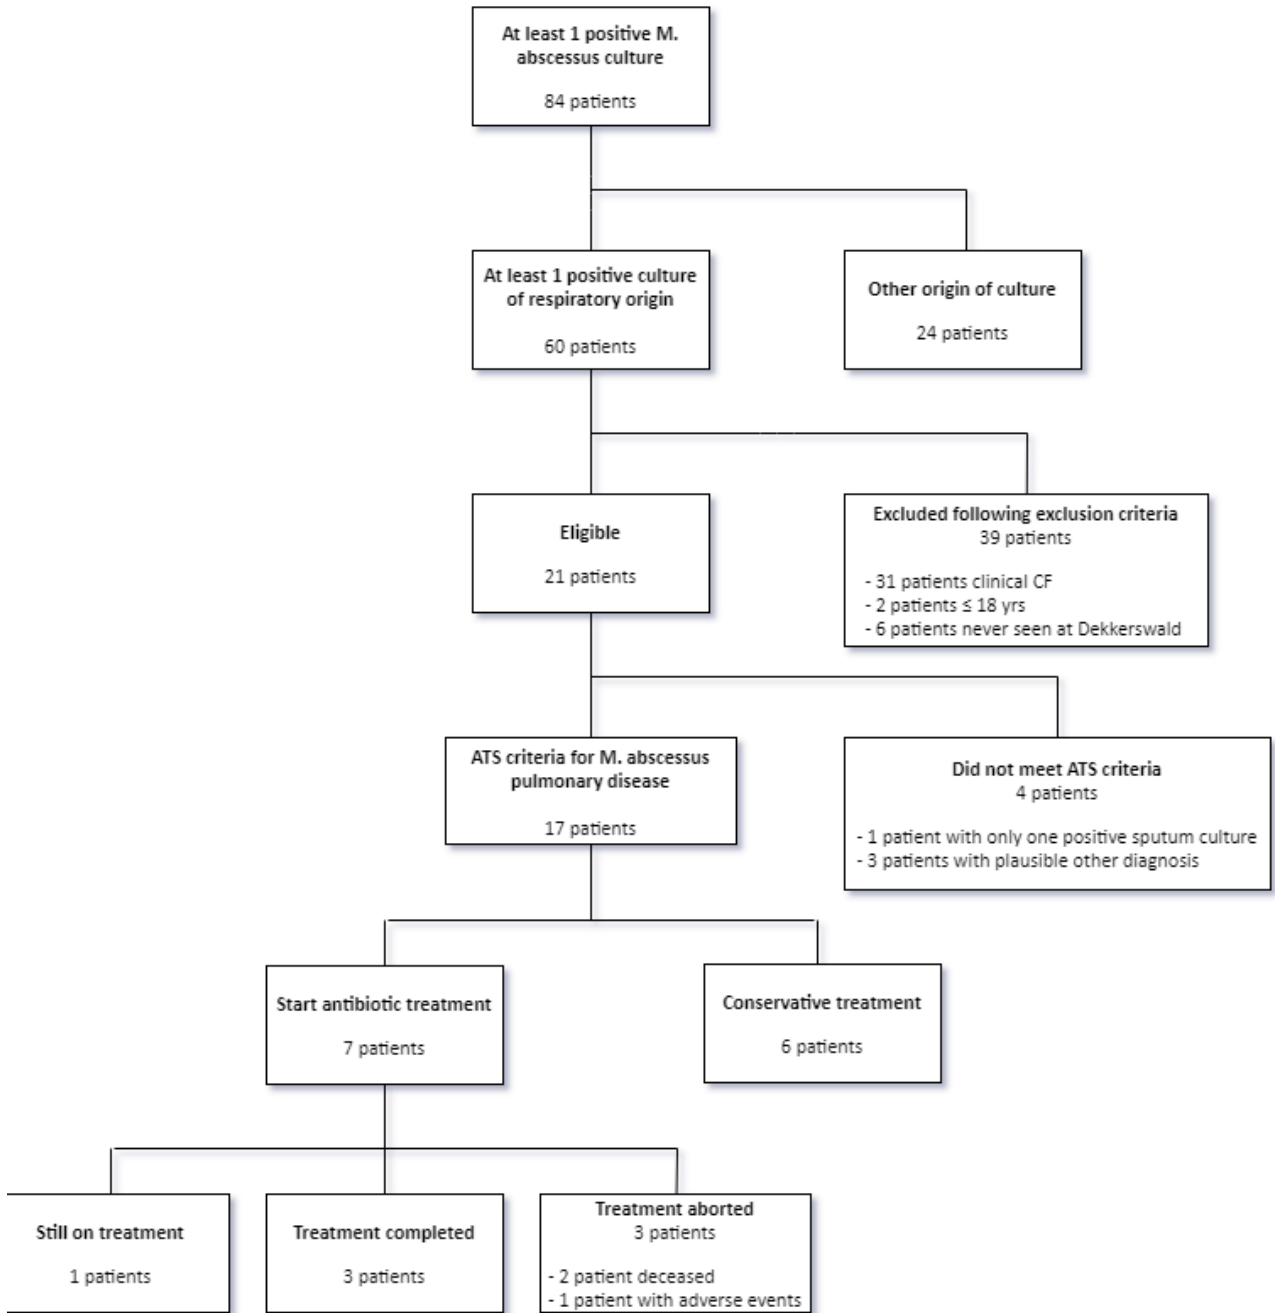 At least 1 positive M.
abscessus culture
84 patients
At least 1 positive culture
of respiratory origin
60 patients
Other origin of culture
24 patients
Eligible
21 patients
Excluded following exclusion criteria
39 patients
- 31 patients clinical CF
- 2 patients ≤ 18 yrs
- 6 patients never seen at Dekkerswald
ATS criteria for M. abscessus
pulmonary disease
17 patients
Did not meet ATS criteria
4 patients
- 1 patient with only one positive sputum culture
- 3 patients with plausible other diagnosis
Start antibiotic treatment
7 patients
Conservative treatment
6 patients
Still on treatment
1 patients
Treatment completed
3 patients
Treatment aborted
3 patients
- 2 patient deceased
- 1 patient with adverse events